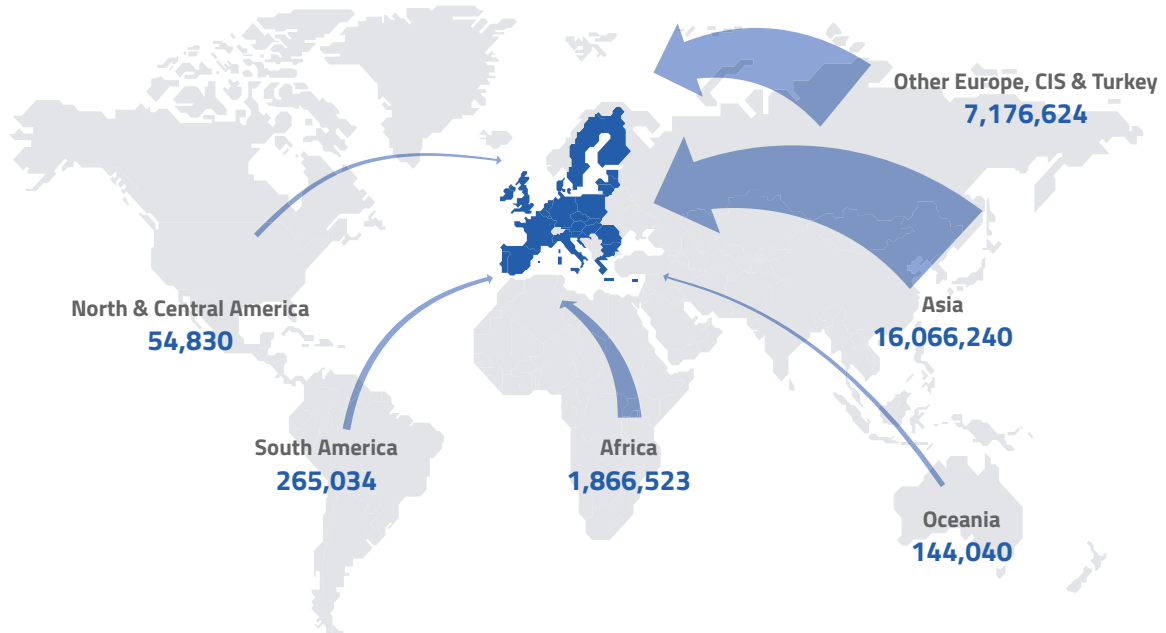 Other Europe, CIS & Turkey
7,176,624
North & Central America
54,830
Asia
16,066,240
South America
265,034
Africa
1,866,523
Oceania
144,040